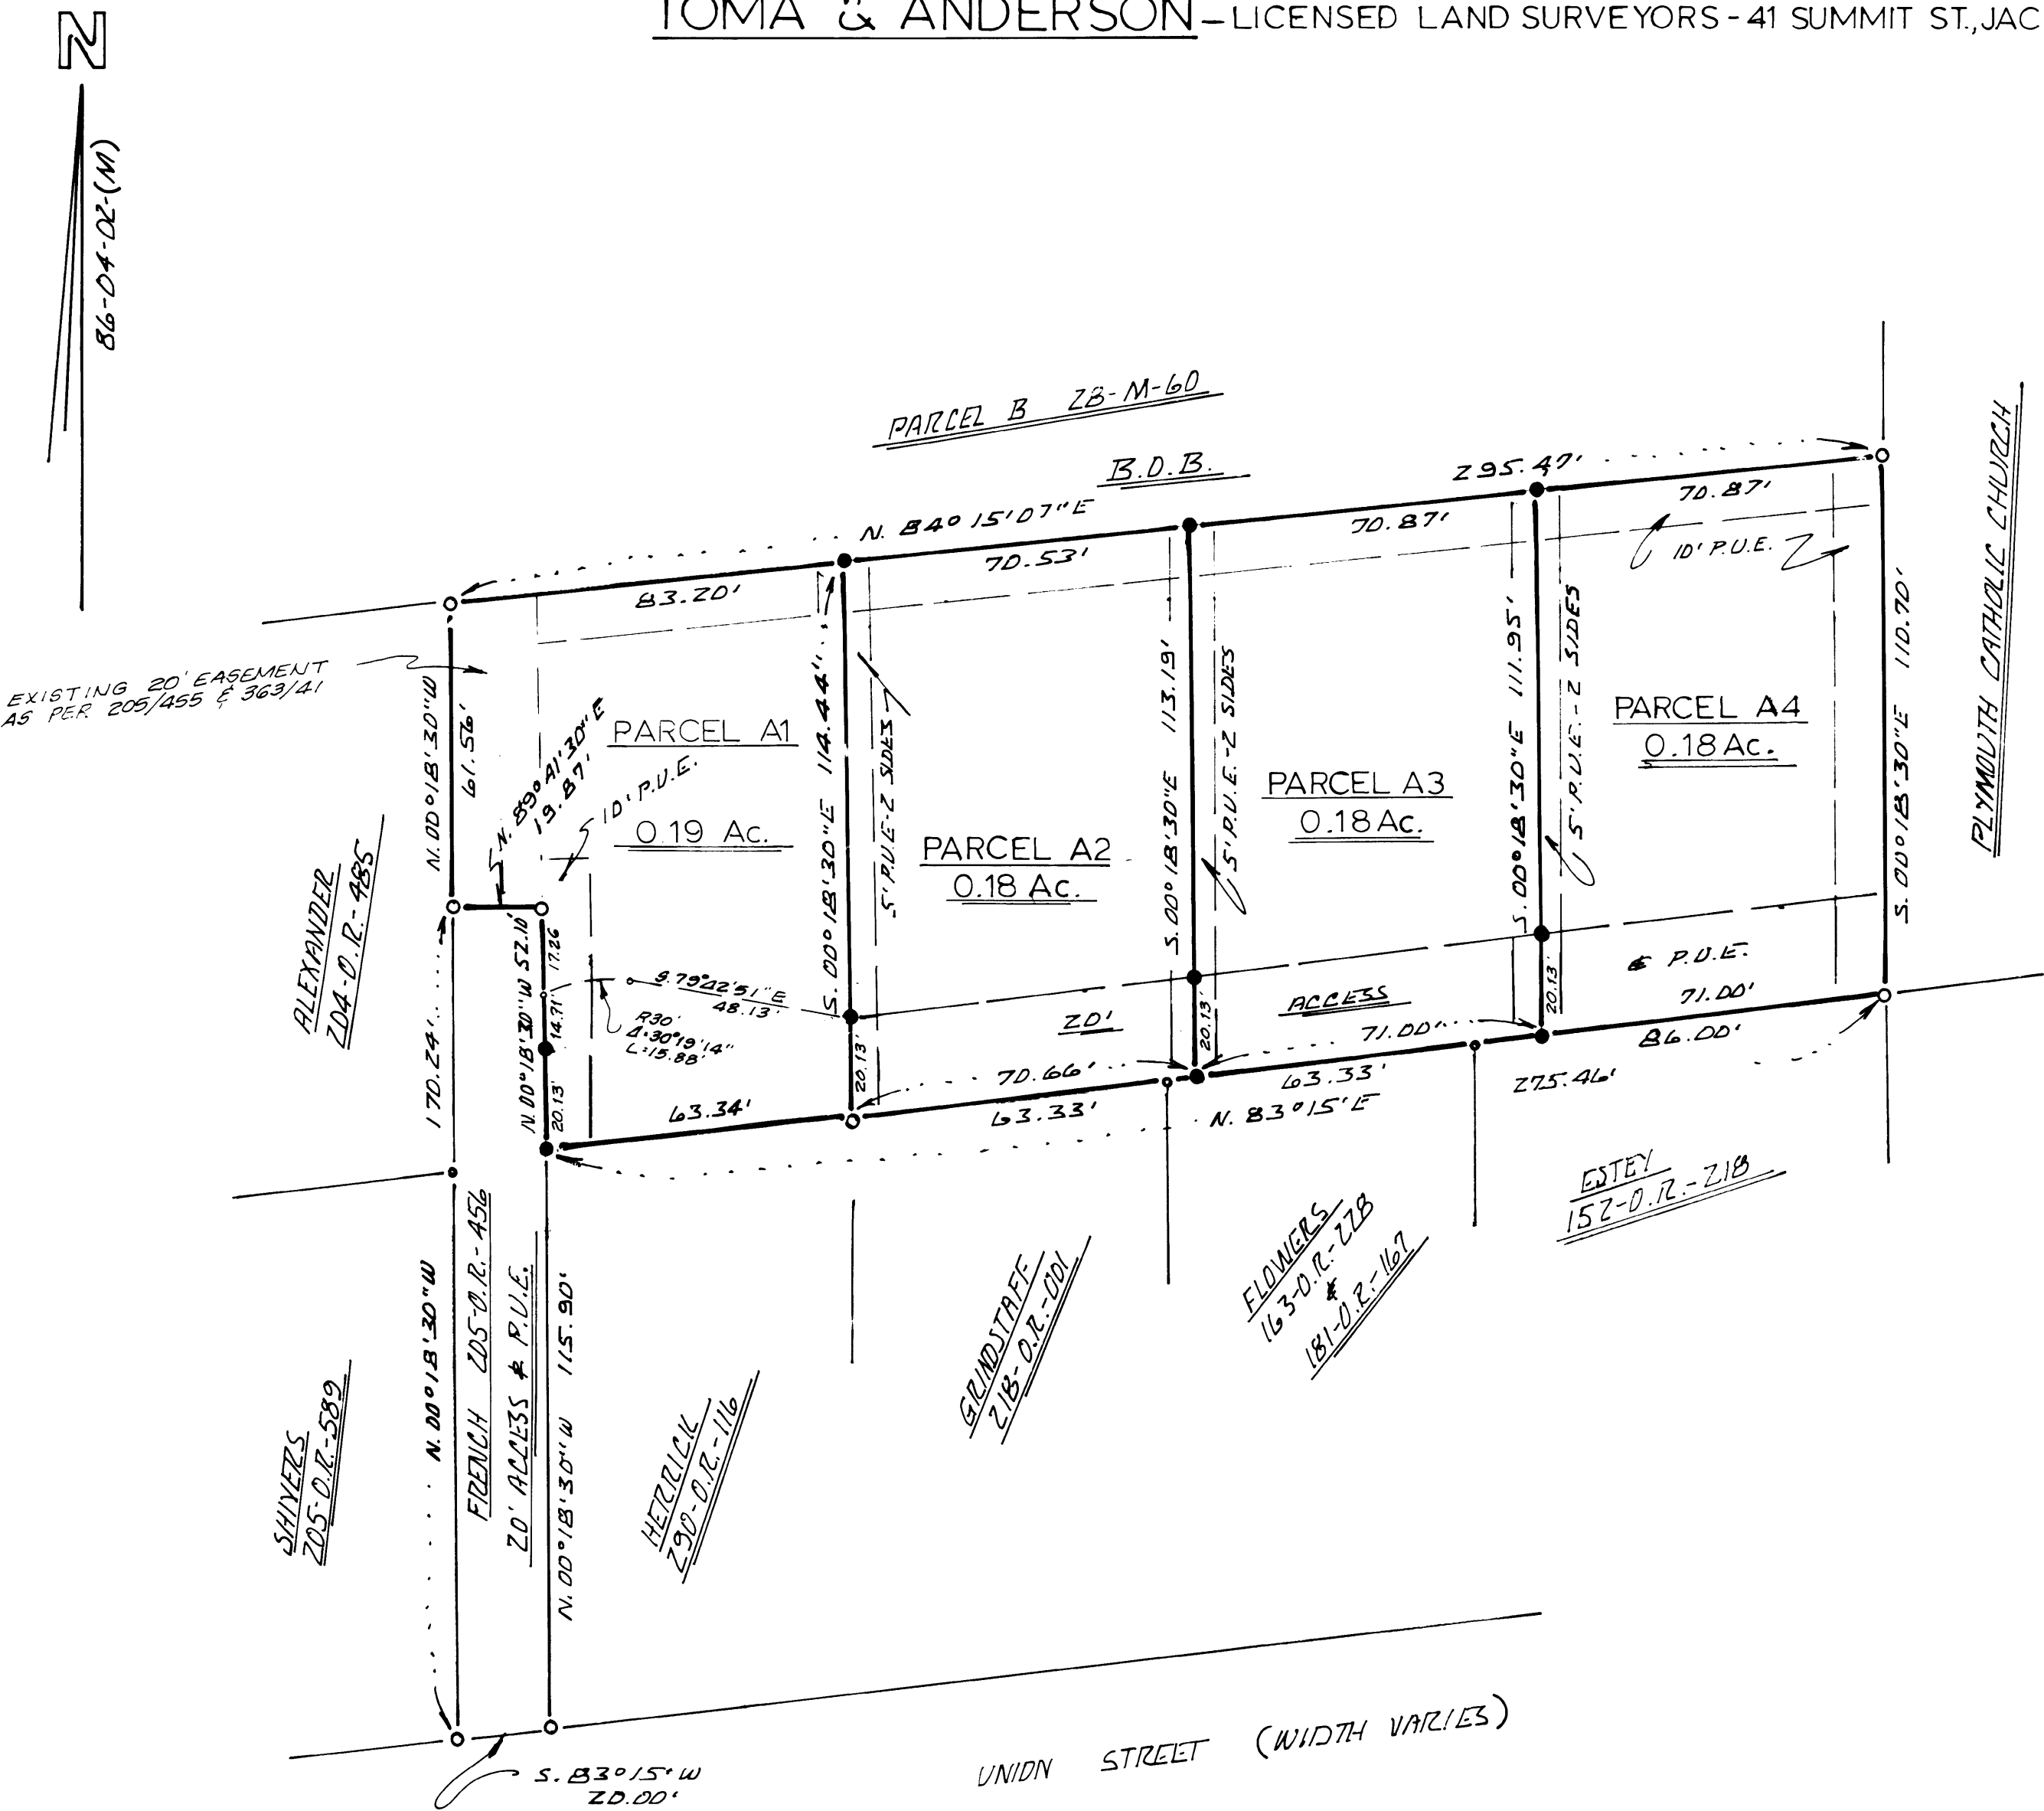 TOMA & ANDERSON - LICENSED LAND SURVEYORS - 41 SUMMIT ST., JAC
N
86-04-02-(M)
PARCEL B 28-M-60
B.O.B.
295.47'
N. 84° 15' 07" E
83.20'
70.53'
70.87'
70.87'
10' P.U.E.
EXISTING 20' EASEMENT
AS PER 205/455 & 363/41
N. 00° 18' 30" W
61.56'
N. 89° 41' 30" E
19.87'
10' P.U.E.
PARCEL A1
0.19 Ac.
S. 00° 18' 30" E 114.44'
5' P.U.E.-2 SIDES
PARCEL A2
0.18 Ac.
S. 00° 18' 30" E 113.19'
5' P.U.E.-2 SIDES
PARCEL A3
0.18 Ac.
S. 00° 18' 30" E 111.95'
5' P.U.E.-2 SIDES
PARCEL A4
0.18 Ac.
S. 00° 18' 30" E 110.70'
PLYMOUTH CATHOLIC CHURCH
ALEXANDER
204-O.R.-485
170.24'
N. 00° 18' 30" W 52.10'
17.26
14.71'
20.13'
S. 79° 42' 51" E
48.13'
R30'
Δ:30° 19' 14"
L:15.88'
20.13'
20'
20.13'
ACCESS
20.13'
& P.U.E.
63.34'
70.66'
63.33'
71.00'
63.33'
71.00'
86.00'
N. 83° 15' E
275.46'
ESTEY
152-O.R.-218
FLOWERS
163-O.R.-228
&
181-O.R.-167
GRINDSTAFF
218-O.R.-001
HERRICK
290-O.R.-116
N. 00° 18' 30" W 115.90'
20' ACCESS & P.U.E.
FRENCH 205-O.R.-456
N. 00° 18' 30" W
SHIVERS
205-O.R.-589
S. 83° 15' W
20.00'
UNION STREET (WIDTH VARIES)